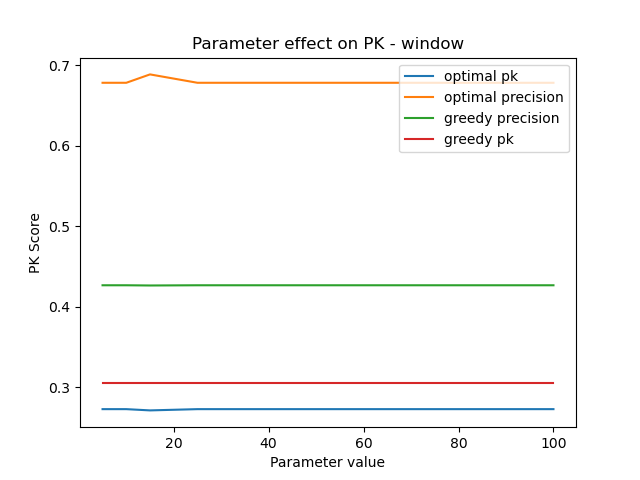 Parameter effect on PK - window
0.7
0.6
0.5
0.4
0.3
PK Score
optimal pk
optimal precision
greedy precision
greedy pk
20
40
60
80
100
Parameter value